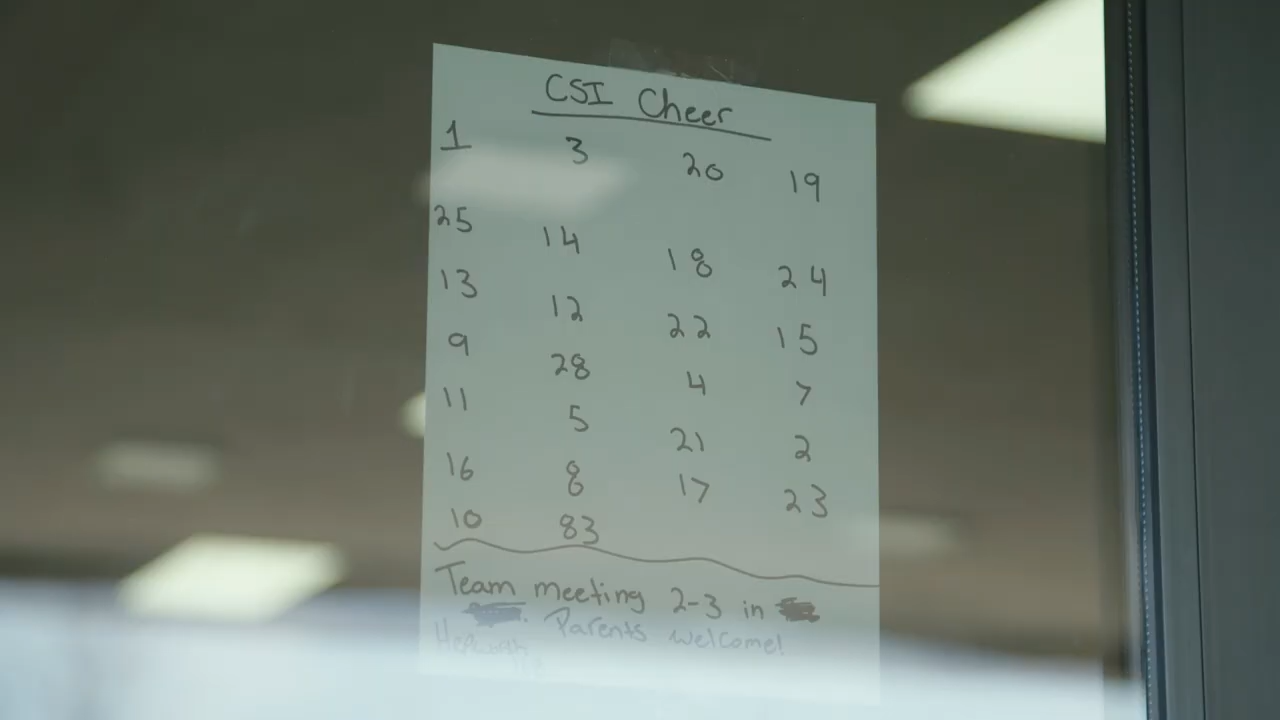 CSI Cheer
1 3 20 19
25 14 18 24
13 12 22 15
9 28 4 7
11 5 21 2
16 8 17 23
10 83
Team meeting 2-3 in
Parents welcome!
Hepworth